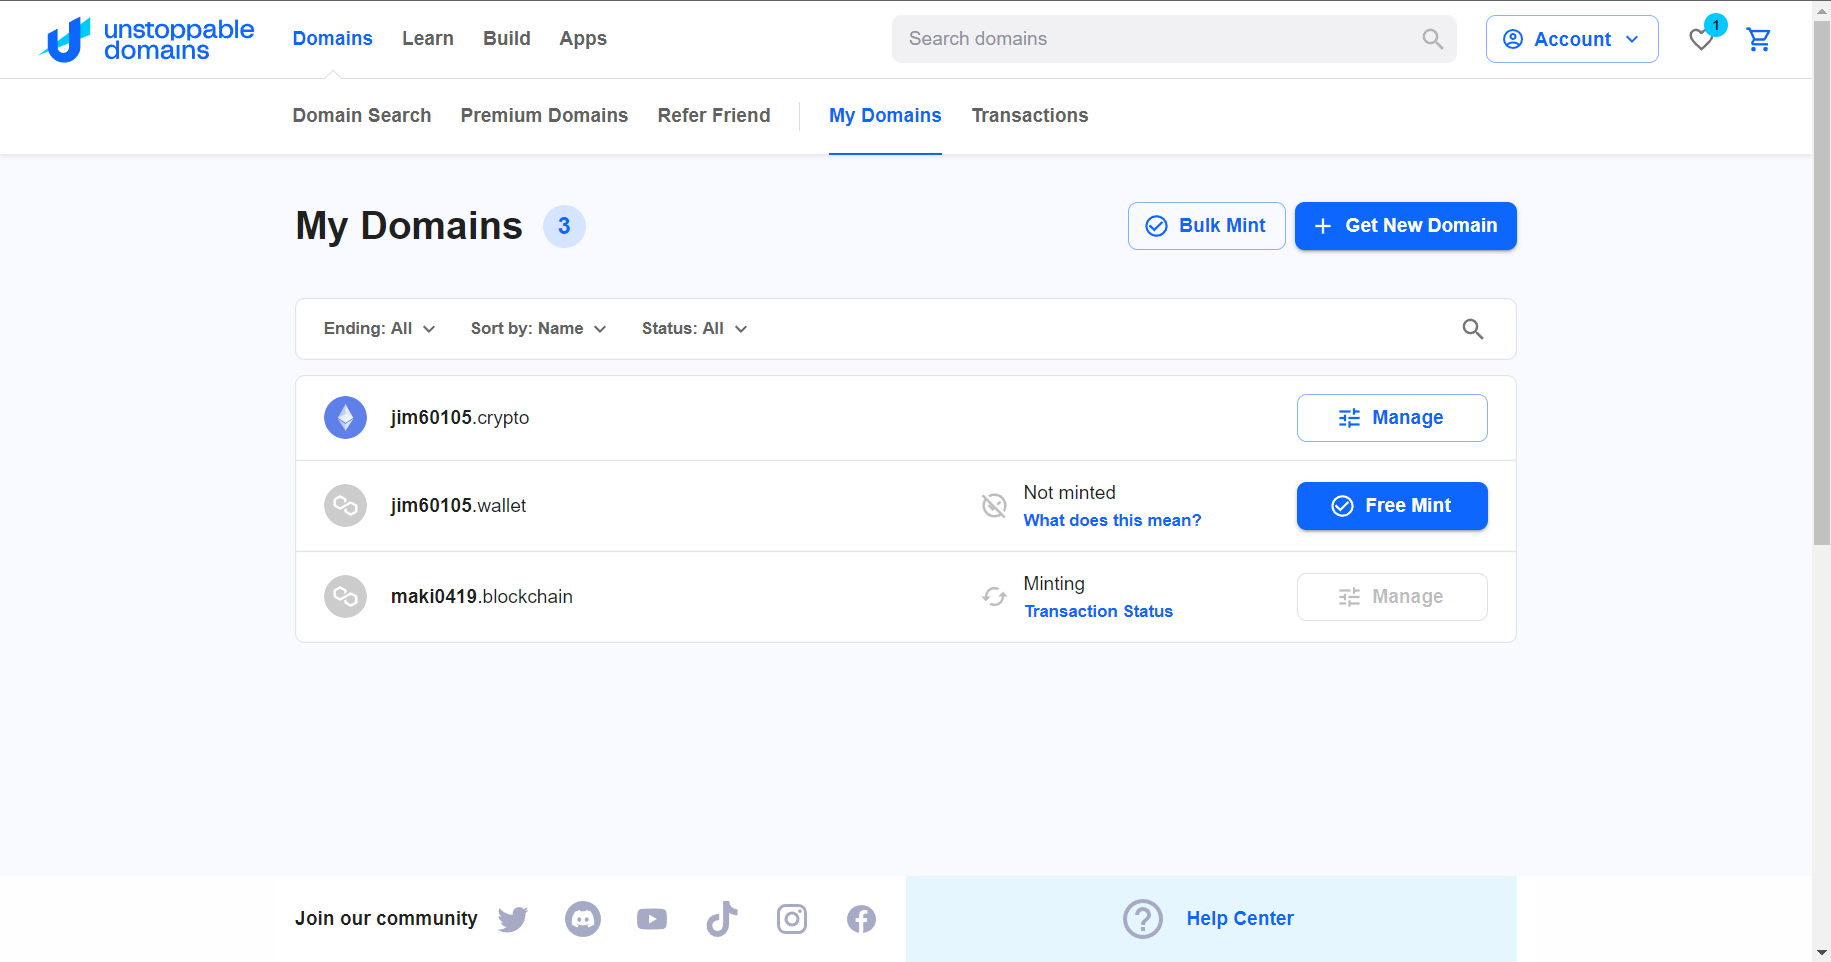 unstoppable domains
Domains Learn Build Apps
Search domains
Account
1
Domain Search Premium Domains Refer Friend My Domains Transactions
My Domains 3
Bulk Mint
Get New Domain
Ending: All Sort by: Name Status: All
jim60105.crypto
Manage
jim60105.wallet
Not minted
What does this mean?
Free Mint
maki0419.blockchain
Minting
Transaction Status
Manage
Join our community
Help Center